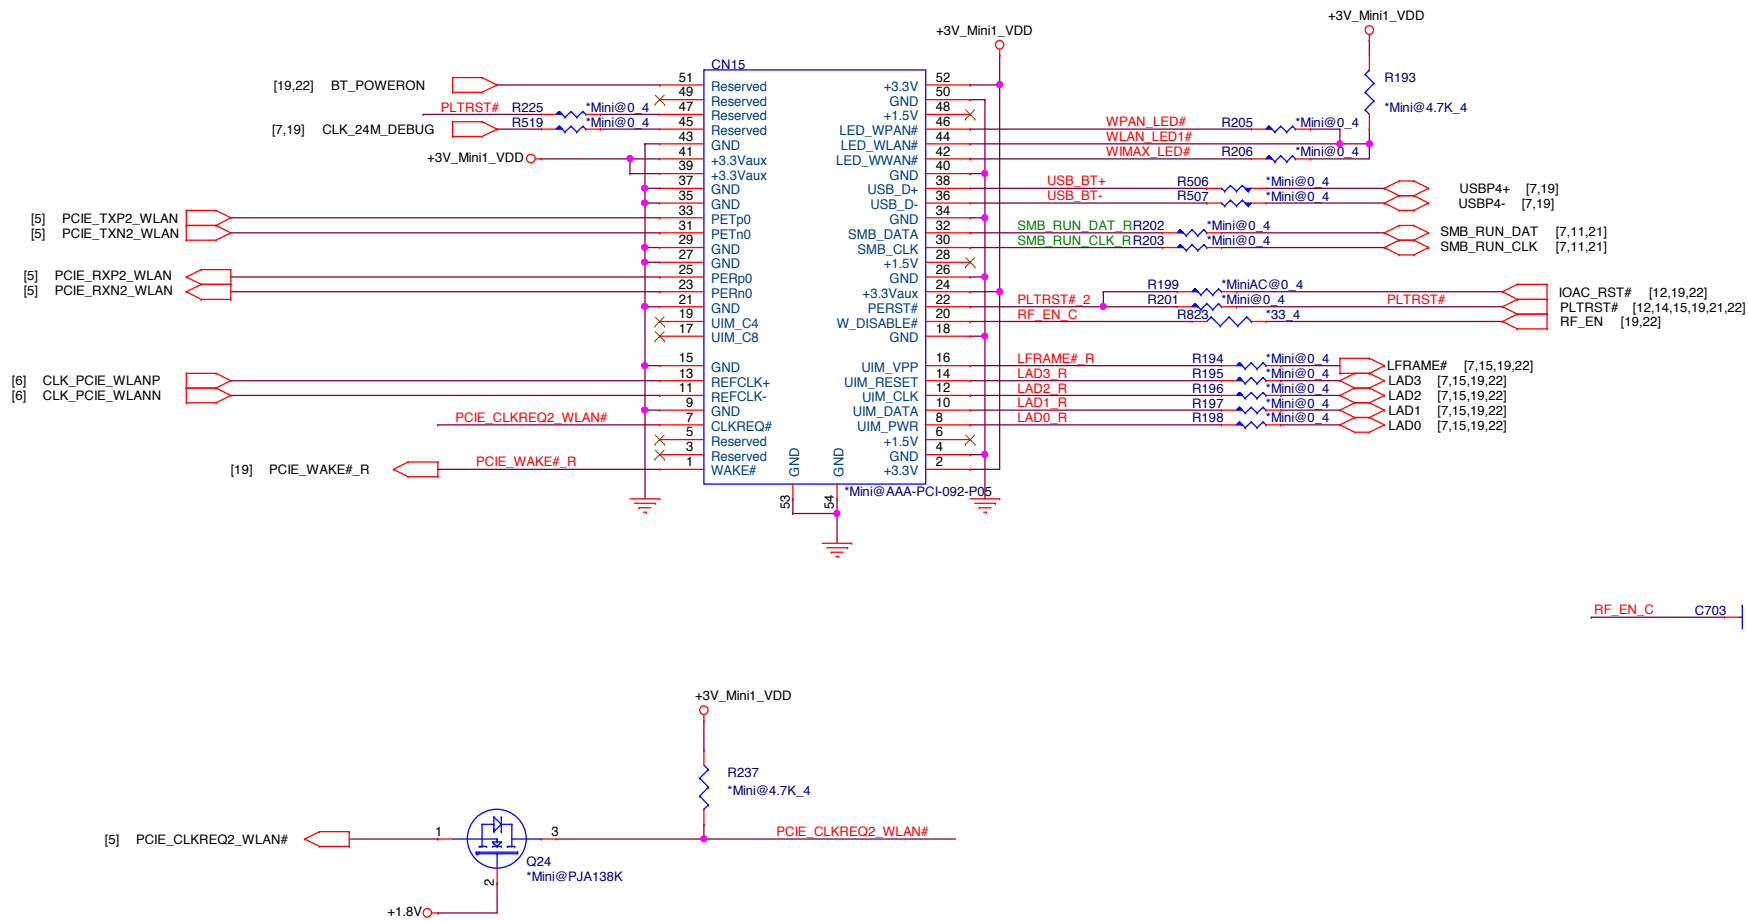 +3V_Mini1_VDD
+3V_Mini1_VDD
CN15
[19,22] BT_POWERON 51 Reserved +3.3V 52
49 Reserved GND 50
PLTRST# R225 *Mini@0_4 47 Reserved +1.5V 48
[7,19] CLK_24M_DEBUG R519 *Mini@0_4 45 Reserved LED_WPAN# 46 WPAN_LED# R205 *Mini@0_4
43 GND LED_WLAN# 44 WLAN_LED1#
+3V_Mini1_VDD 41 +3.3Vaux LED_WWAN# 42 WIMAX_LED# R206 *Mini@0_4
R193
*Mini@4.7K_4
39 +3.3Vaux GND 40
37 GND USB_D+ 38 USB_BT+ R506 *Mini@0_4 USBP4+ [7,19]
35 GND USB_D- 36 USB_BT- R507 *Mini@0_4 USBP4- [7,19]
[5] PCIE_TXP2_WLAN 33 PETp0 GND 34
[5] PCIE_TXN2_WLAN 31 PETn0 SMB_DATA 32 SMB_RUN_DAT_R R202 *Mini@0_4 SMB_RUN_DAT [7,11,21]
29 GND SMB_CLK 30 SMB_RUN_CLK_R R203 *Mini@0_4 SMB_RUN_CLK [7,11,21]
27 GND +1.5V 28
[5] PCIE_RXP2_WLAN 25 PERp0 GND 26
[5] PCIE_RXN2_WLAN 23 PERn0 +3.3Vaux 24 R199 *MiniAC@0_4 IOAC_RST# [12,19,22]
21 GND PERST# 22 PLTRST#_2 R201 *Mini@0_4 PLTRST# PLTRST# [12,14,15,19,21,22]
19 UIM_C4 W_DISABLE# 20 RF_EN_C R823 *33_4 RF_EN [19,22]
17 UIM_C8 GND 18
15 GND UIM_VPP 16 LFRAME#_R R194 *Mini@0_4 LFRAME# [7,15,19,22]
[6] CLK_PCIE_WLANP 13 REFCLK+ UIM_RESET 14 LAD3_R R195 *Mini@0_4 LAD3 [7,15,19,22]
[6] CLK_PCIE_WLANN 11 REFCLK- UIM_CLK 12 LAD2_R R196 *Mini@0_4 LAD2 [7,15,19,22]
9 GND UIM_DATA 10 LAD1_R R197 *Mini@0_4 LAD1 [7,15,19,22]
PCIE_CLKREQ2_WLAN# 7 CLKREQ# UIM_PWR 8 LAD0_R R198 *Mini@0_4 LAD0 [7,15,19,22]
5 Reserved +1.5V 6
3 Reserved GND 4
[19] PCIE_WAKE#_R PCIE_WAKE#_R 1 WAKE# GND GND +3.3V 2
*Mini@AAA-PCI-092-P05
53 54
RF_EN_C C703
+3V_Mini1_VDD
R237
*Mini@4.7K_4
[5] PCIE_CLKREQ2_WLAN# 1 3 PCIE_CLKREQ2_WLAN#
Q24
*Mini@PJA138K
2
+1.8V